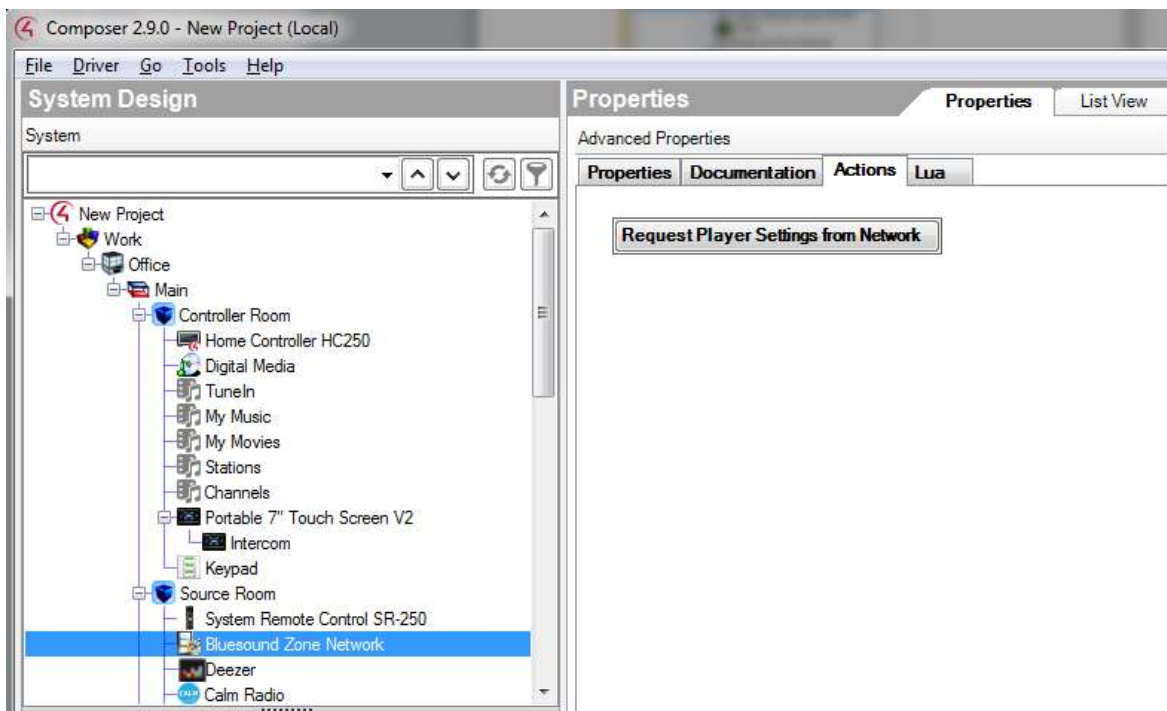 Composer 2.9.0 - New Project (Local)
File Driver Go Tools Help
System Design
System
New Project
Work
Office
Main
Controller Room
Home Controller HC250
Digital Media
TuneIn
My Music
My Movies
Stations
Channels
Portable 7" Touch Screen V2
Intercom
Keypad
Source Room
System Remote Control SR-250
Bluesound Zone Network
Deezer
CALM Calm Radio
Properties Properties List View
Advanced Properties
Properties Documentation Actions Lua
Request Player Settings from Network